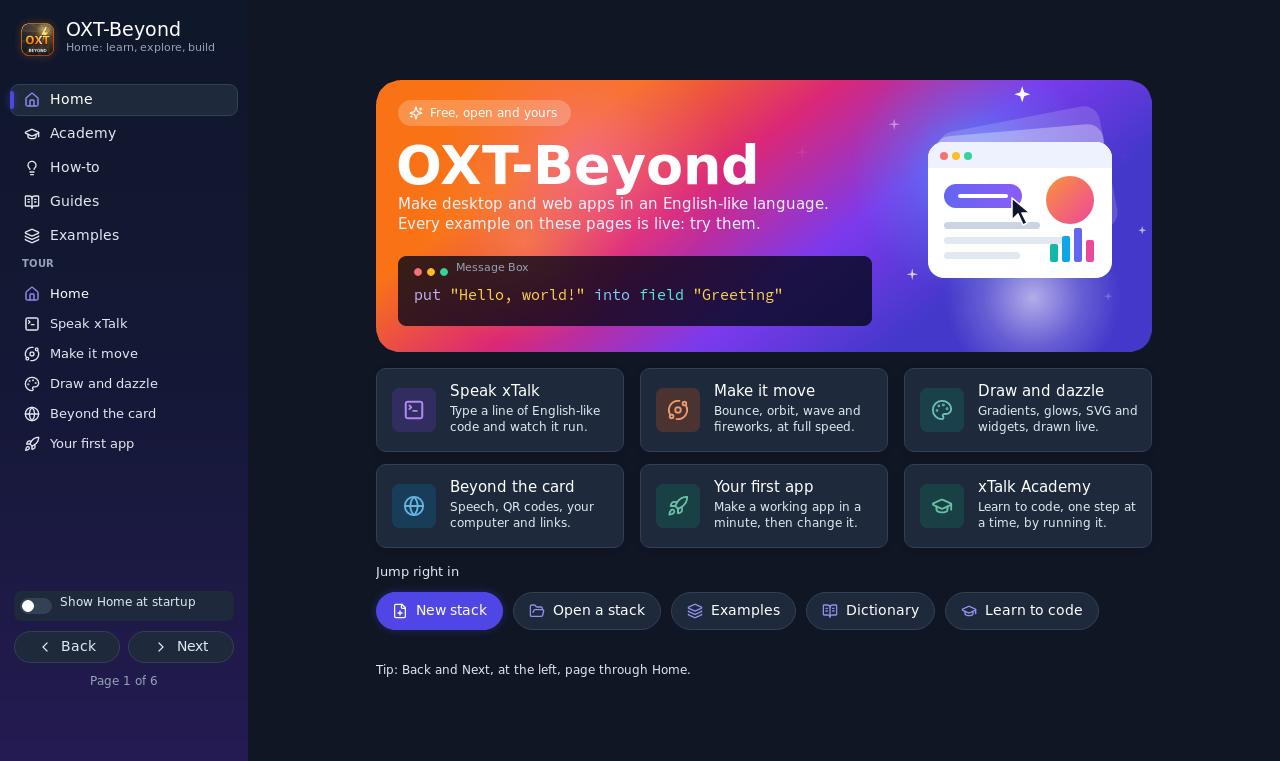 OXT
BEYOND
OXT-Beyond
Home: learn, explore, build
Home
Academy
How-to
Guides
Examples
TOUR
Home
Speak xTalk
Make it move
Draw and dazzle
Beyond the card
Your first app
Show Home at startup
Back
Next
Page 1 of 6
Free, open and yours
OXT-Beyond
Make desktop and web apps in an English-like language.
Every example on these pages is live: try them.
Message Box
put "Hello, world!" into field "Greeting"
Speak xTalk
Type a line of English-like
code and watch it run.
Make it move
Bounce, orbit, wave and
fireworks, at full speed.
Draw and dazzle
Gradients, glows, SVG and
widgets, drawn live.
Beyond the card
Speech, QR codes, your
computer and links.
Your first app
Make a working app in a
minute, then change it.
xTalk Academy
Learn to code, one step at
a time, by running it.
Jump right in
New stack
Open a stack
Examples
Dictionary
Learn to code
Tip: Back and Next, at the left, page through Home.